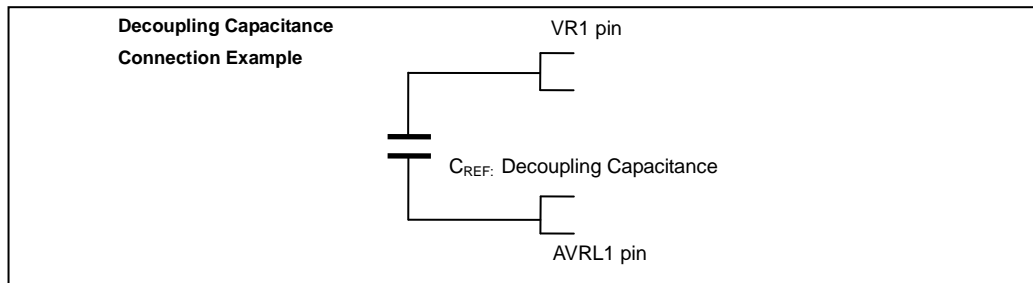 Decoupling Capacitance
Connection Example
VR1 pin
CREF: Decoupling Capacitance
AVRL1 pin